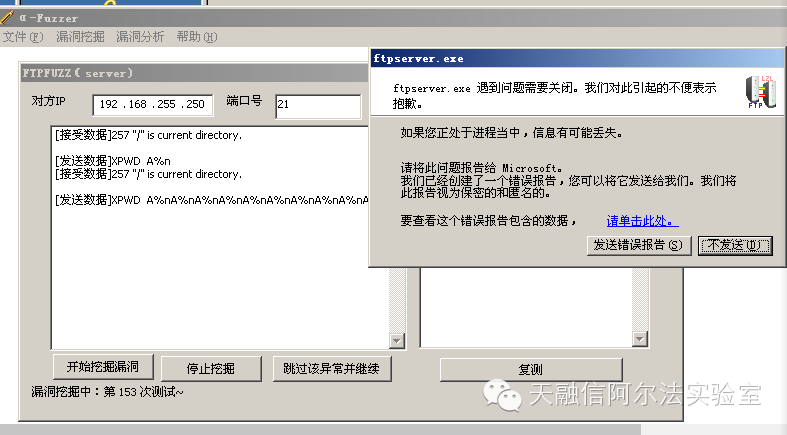 α-Fuzzer
文件(F) 漏洞挖掘 漏洞分析 帮助(H)
FTPFUZZ(server)
对方IP 192 .168 .255 .250 端口号 21
[接受数据]257 "/" is current directory.
[发送数据]XPWD A%n
[接受数据]257 "/" is current directory.
[发送数据]XPWD A%nA%nA%nA%nA%nA%nA%nA%nA%nA
开始挖掘漏洞 停止挖掘 跳过该异常并继续 复测
漏洞挖掘中：第 153 次测试~
ftpserver.exe
ftpserver.exe 遇到问题需要关闭。我们对此引起的不便表示
抱歉。
L2L
FTP
如果您正处于进程当中，信息有可能丢失。
请将此问题报告给 Microsoft。
我们已经创建了一个错误报告，您可以将它发送给我们。我们将
此报告视为保密的和匿名的。
要查看这个错误报告包含的数据， 请单击此处。
发送错误报告(S) 不发送(D)
天融信阿尔法实验室